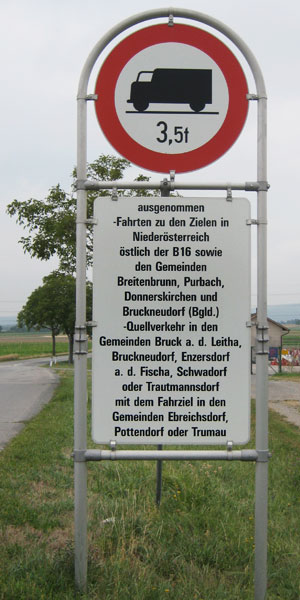 3,5t
ausgenommen
-Fahrten zu den Zielen in
Niederösterreich
östlich der B16 sowie
den Gemeinden
Breitenbrunn, Purbach,
Donnerskirchen und
Bruckneudorf (Bgld.)
-Quellverkehr in den
Gemeinden Bruck a. d. Leitha,
Bruckneudorf, Enzersdorf
a. d. Fischa, Schwadorf
oder Trautmannsdorf
mit dem Fahrziel in den
Gemeinden Ebreichsdorf,
Pottendorf oder Trumau